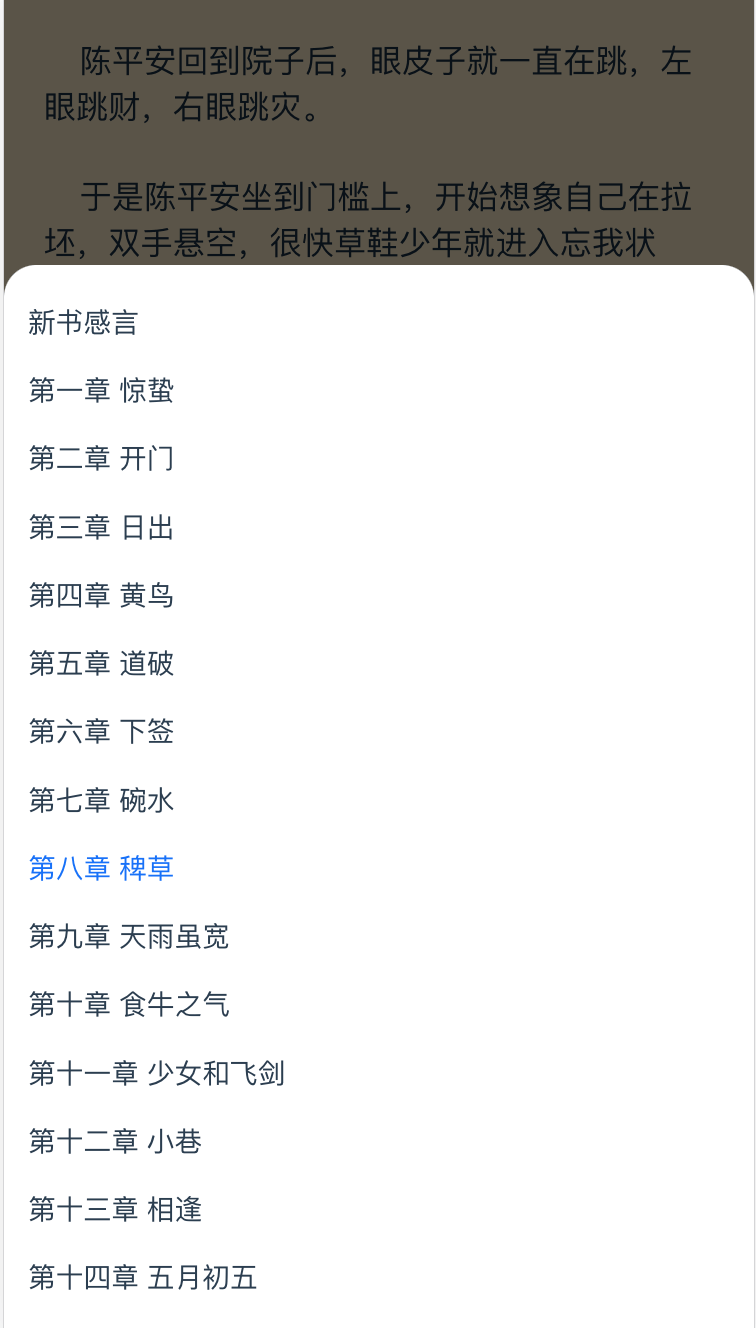 陈平安回到院子后，眼皮子就一直在跳，左
眼跳财，右眼跳灾。
于是陈平安坐到门槛上，开始想象自己在拉
坯，双手悬空，很快草鞋少年就进入忘我状
新书感言
第一章 惊蛰
第二章 开门
第三章 日出
第四章 黄鸟
第五章 道破
第六章 下签
第七章 碗水
第八章 稗草
第九章 天雨虽宽
第十章 食牛之气
第十一章 少女和飞剑
第十二章 小巷
第十三章 相逢
第十四章 五月初五